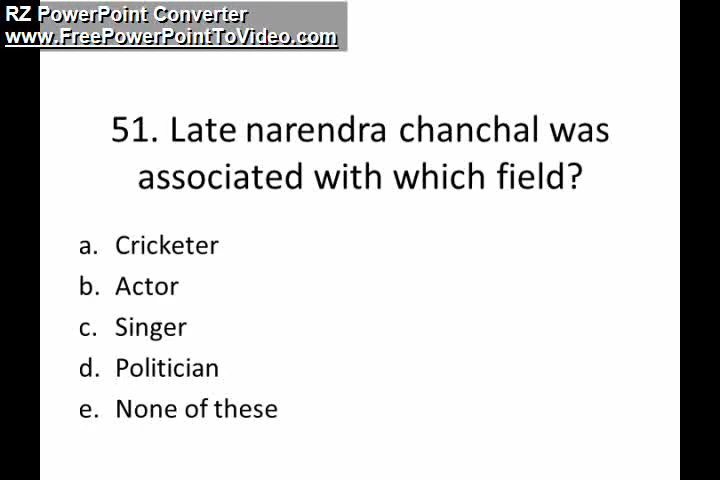 RZ PowerPoint Converter
www.FreePowerPointToVideo.com
51. Late narendra chanchal was
associated with which field?
a. Cricketer
b. Actor
c. Singer
d. Politician
e. None of these